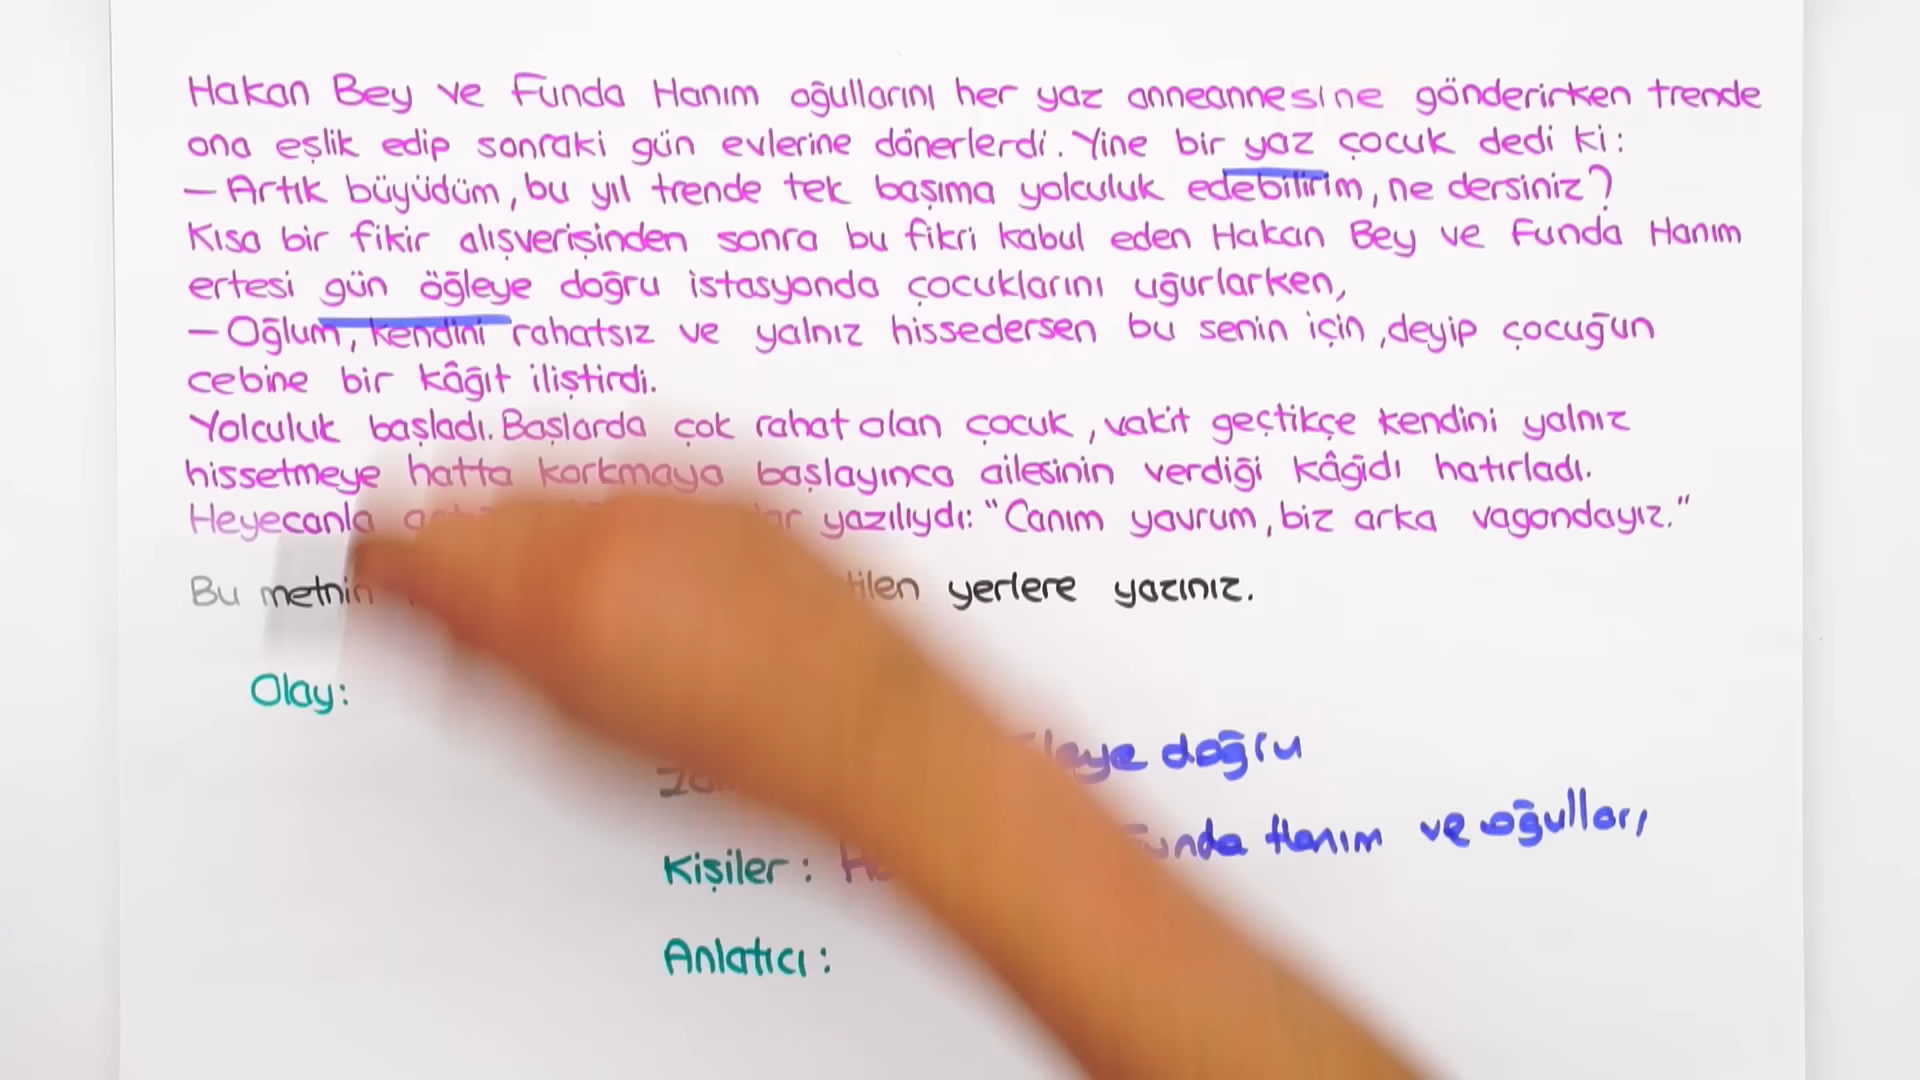 Hakan Bey ve Funda Hanım oğullarını her yaz anneannesine gönderirken trende
ona eşlik edip sonraki gün evlerine dönerlerdi. Yine bir yaz çocuk dedi ki:
— Artık büyüdüm, bu yıl trende tek başıma yolculuk edebilirim, ne dersiniz?
Kısa bir fikir alışverişinden sonra bu fikri kabul eden Hakan Bey ve Funda Hanım
ertesi gün öğleye doğru istasyonda çocuklarını uğurlarken,
— Oğlum, kendini rahatsız ve yalnız hissedersen bu senin için, deyip çocuğun
cebine bir kâğıt iliştirdi.
Yolculuk başladı. Başlarda çok rahat olan çocuk, vakit geçtikçe kendini yalnız
hissetmeye hatta korkmaya başlayınca ailesinin verdiği kâğıdı hatırladı.
Heyecanla yazılıydı: "Canım yavrum, biz arka vagondayız."
Bu metnin yerlere yazınız.
Olay:
doğru
Kişiler: Hanım ve oğulları
Anlatıcı: